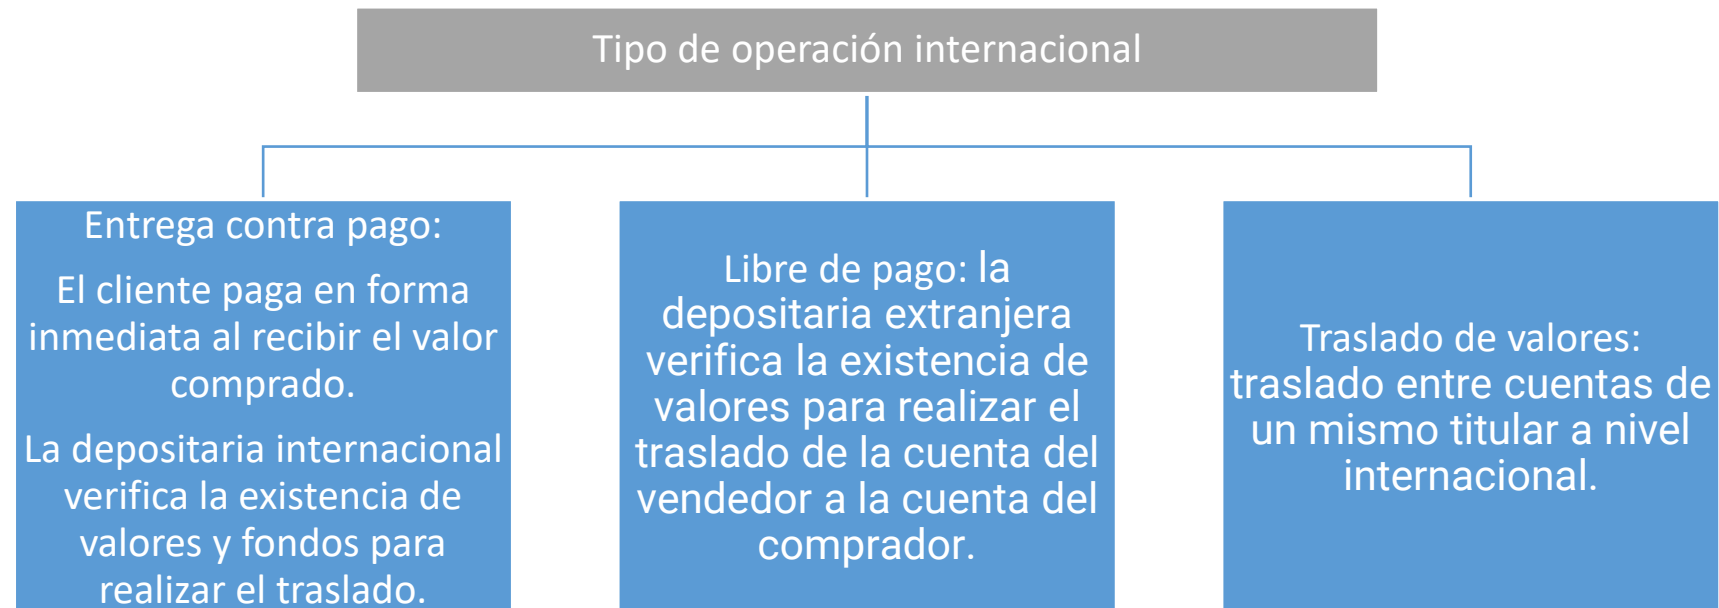 Tipo de operación internacional
Entrega contra pago:
El cliente paga en forma
inmediata al recibir el valor
comprado.
La depositaria internacional
verifica la existencia de
valores y fondos para
realizar el traslado.
Libre de pago: la
depositaria extranjera
verifica la existencia de
valores para realizar el
traslado de la cuenta del
vendedor a la cuenta del
comprador.
Traslado de valores:
traslado entre cuentas de
un mismo titular a nivel
internacional.